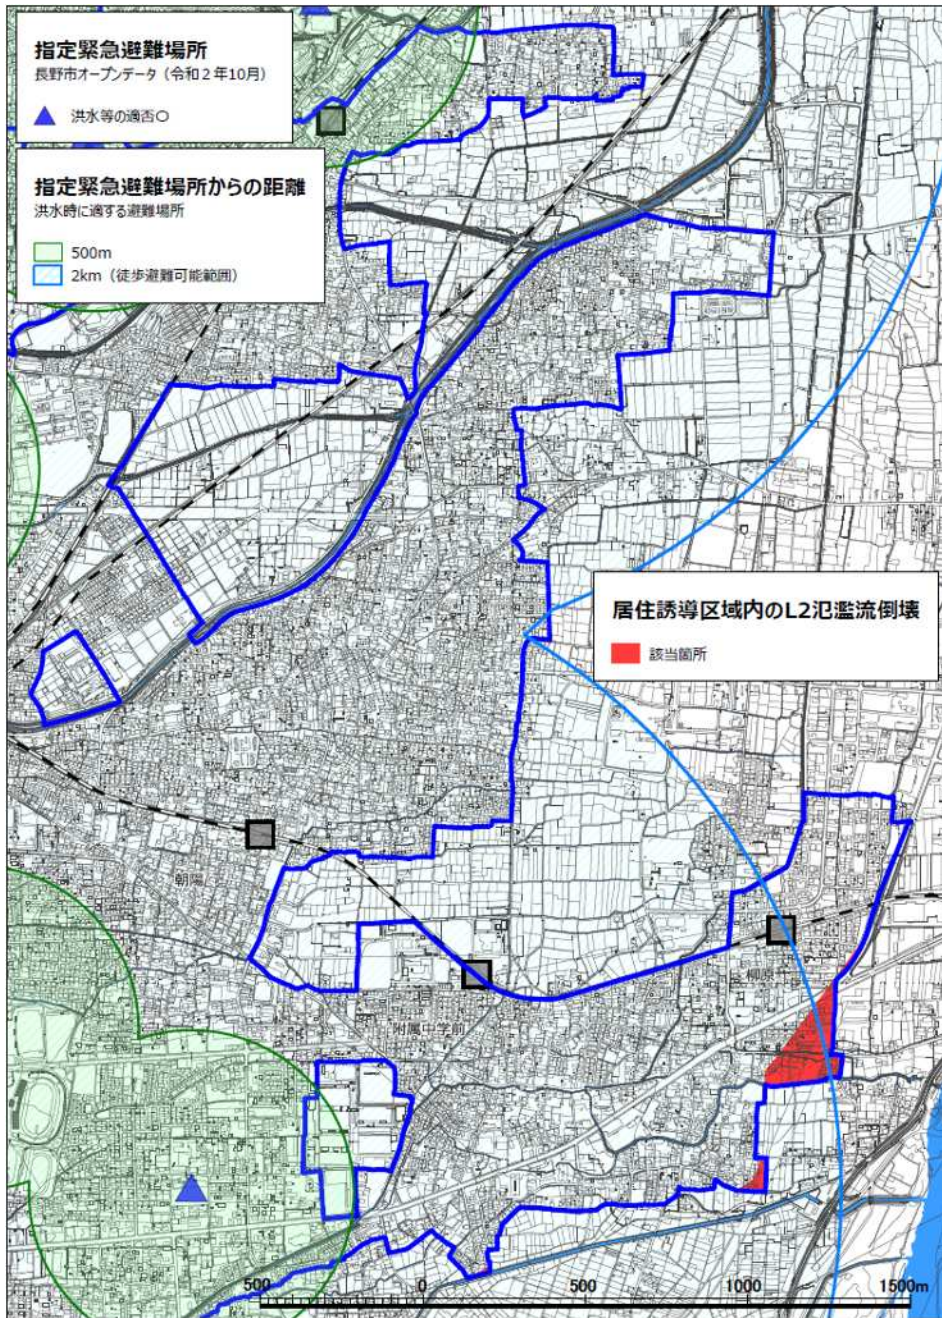 指定緊急避難場所
長野市オープンデータ（令和２年10月）
洪水等の適否〇
指定緊急避難場所からの距離
洪水時に適する避難場所
500m
2km（徒歩避難可能範囲）
居住誘導区域内のL2氾濫流倒壊
該当箇所
朝陽
柳原
附属中学前
500 0 500 1000 1500m